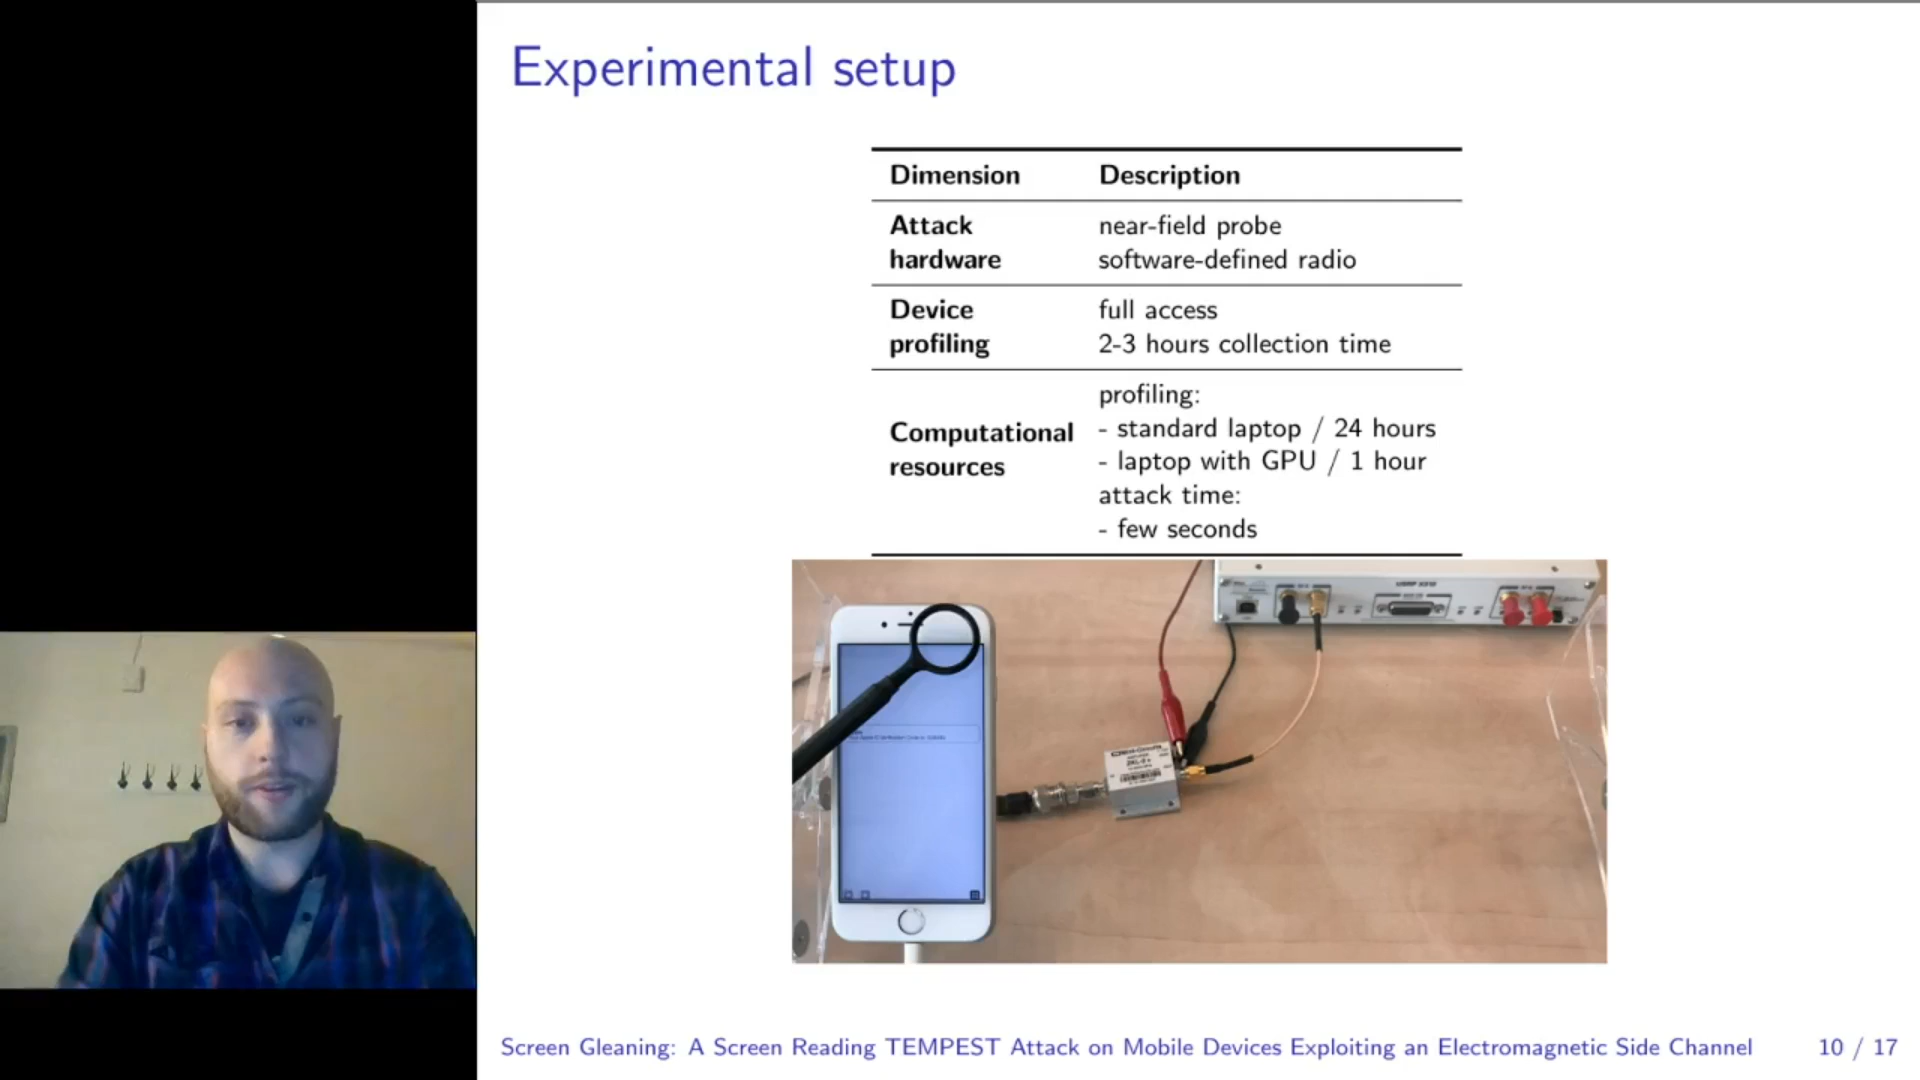 Experimental setup
Dimension Description
Attack hardware near-field probe
software-defined radio
Device profiling full access
2-3 hours collection time
Computational resources profiling:
- standard laptop / 24 hours
- laptop with GPU / 1 hour
attack time:
- few seconds
Screen Gleaning: A Screen Reading TEMPEST Attack on Mobile Devices Exploiting an Electromagnetic Side Channel 10 / 17